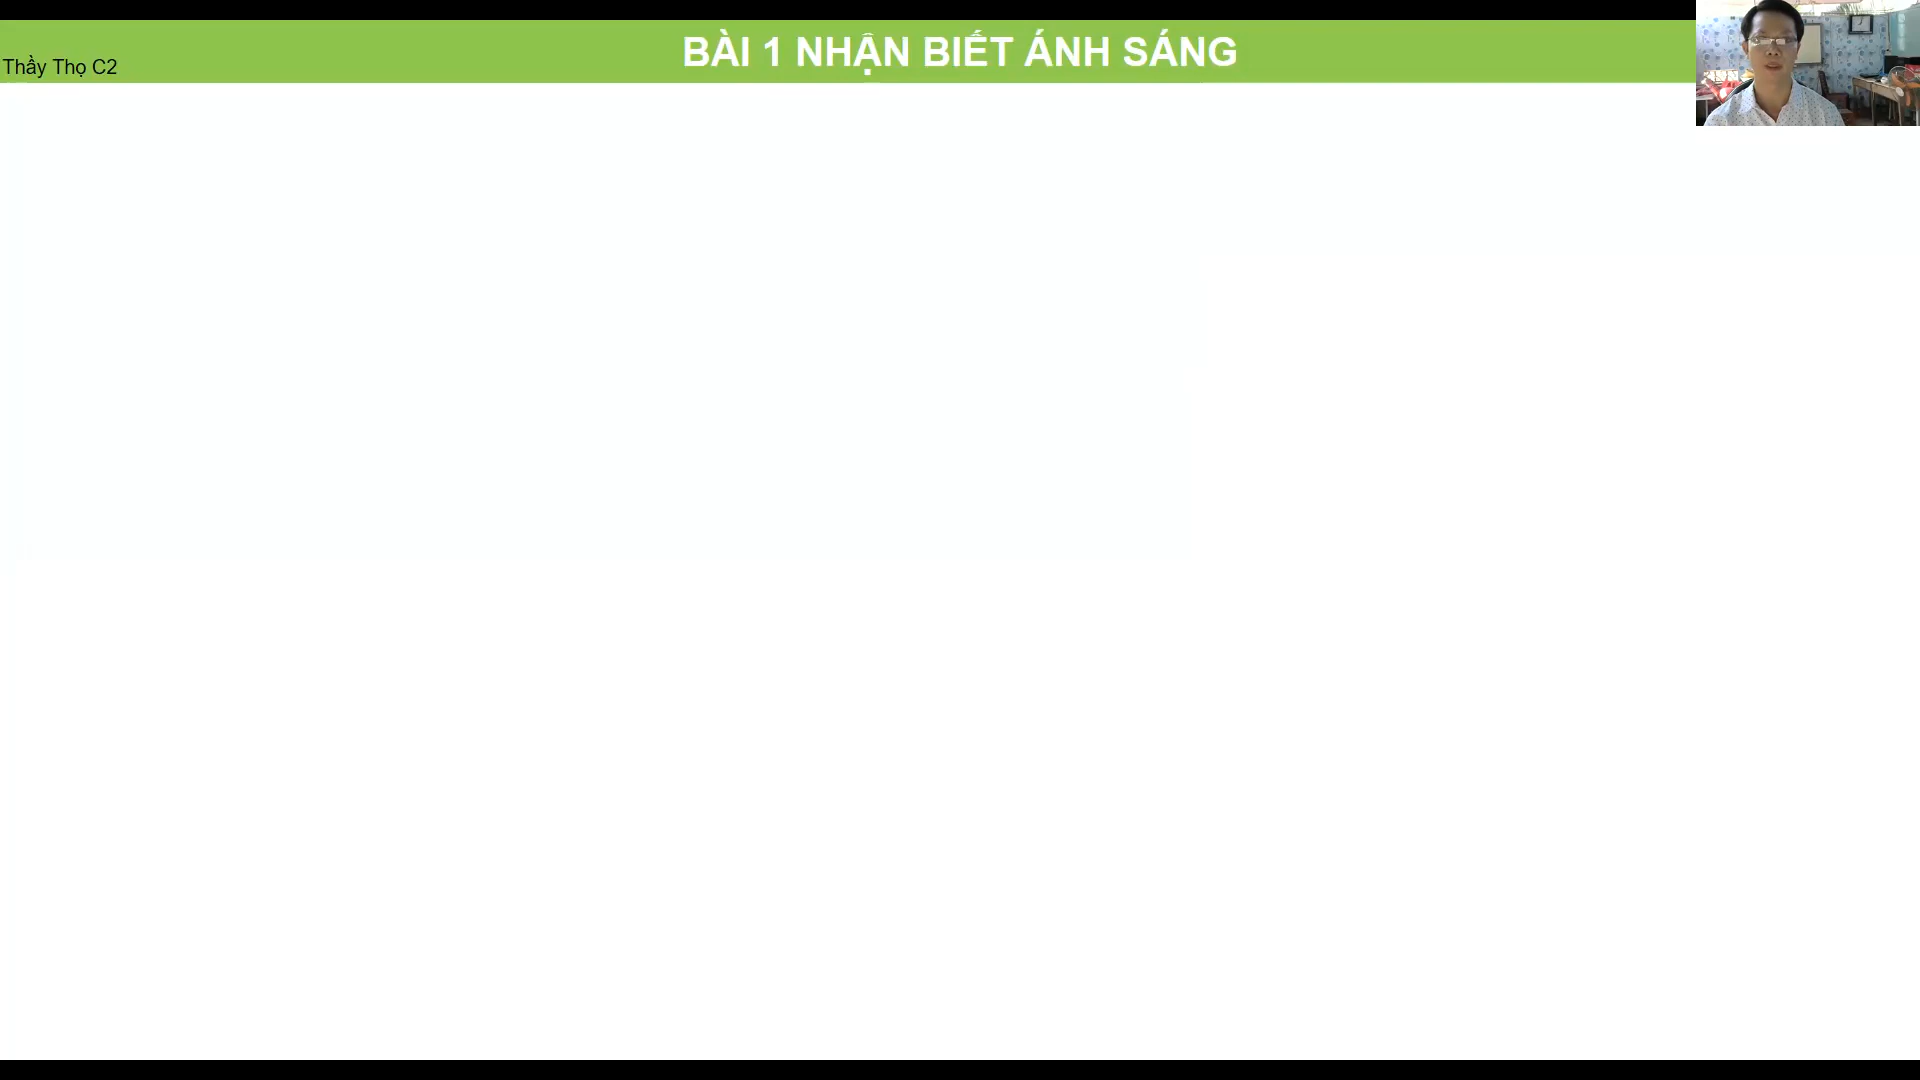 BÀI 1 NHẬN BIẾT ÁNH SÁNG
Thầy Thọ C2